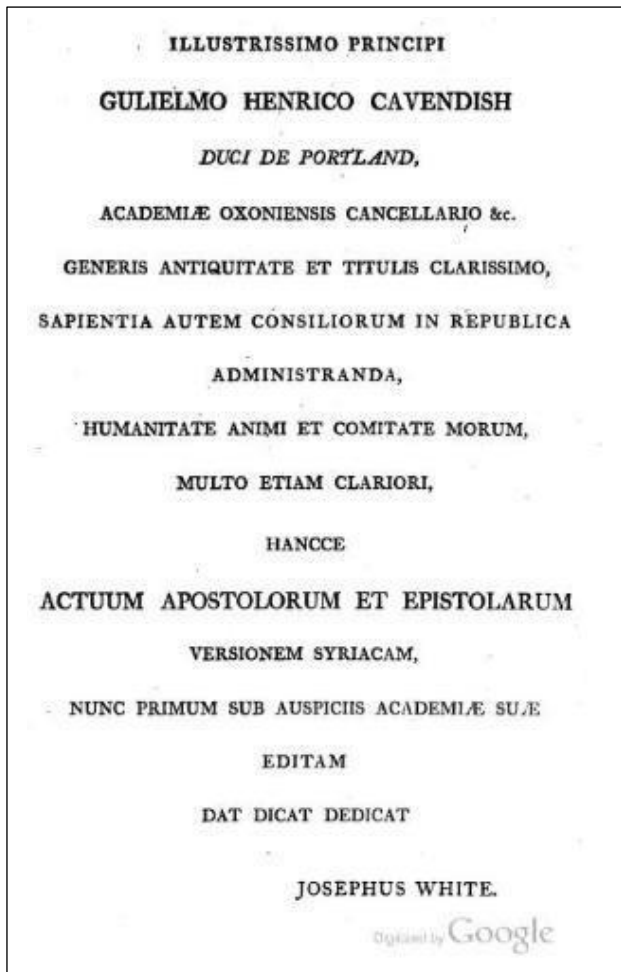 ILLUSTRISSIMO PRINCIPI
GULIELMO HENRICO CAVENDISH
DUCI DE PORTLAND,
ACADEMIÆ OXONIENSIS CANCELLARIO &c.
GENERIS ANTIQUITATE ET TITULIS CLARISSIMO,
SAPIENTIA AUTEM CONSILIORUM IN REPUBLICA
ADMINISTRANDA,
HUMANITATE ANIMI ET COMITATE MORUM,
MULTO ETIAM CLARIORI,
HANCCE
ACTUUM APOSTOLORUM ET EPISTOLARUM
VERSIONEM SYRIACAM,
NUNC PRIMUM SUB AUSPICIIS ACADEMIÆ SUÆ
EDITAM
DAT DICAT DEDICAT
JOSEPHUS WHITE.
Digitized by Google